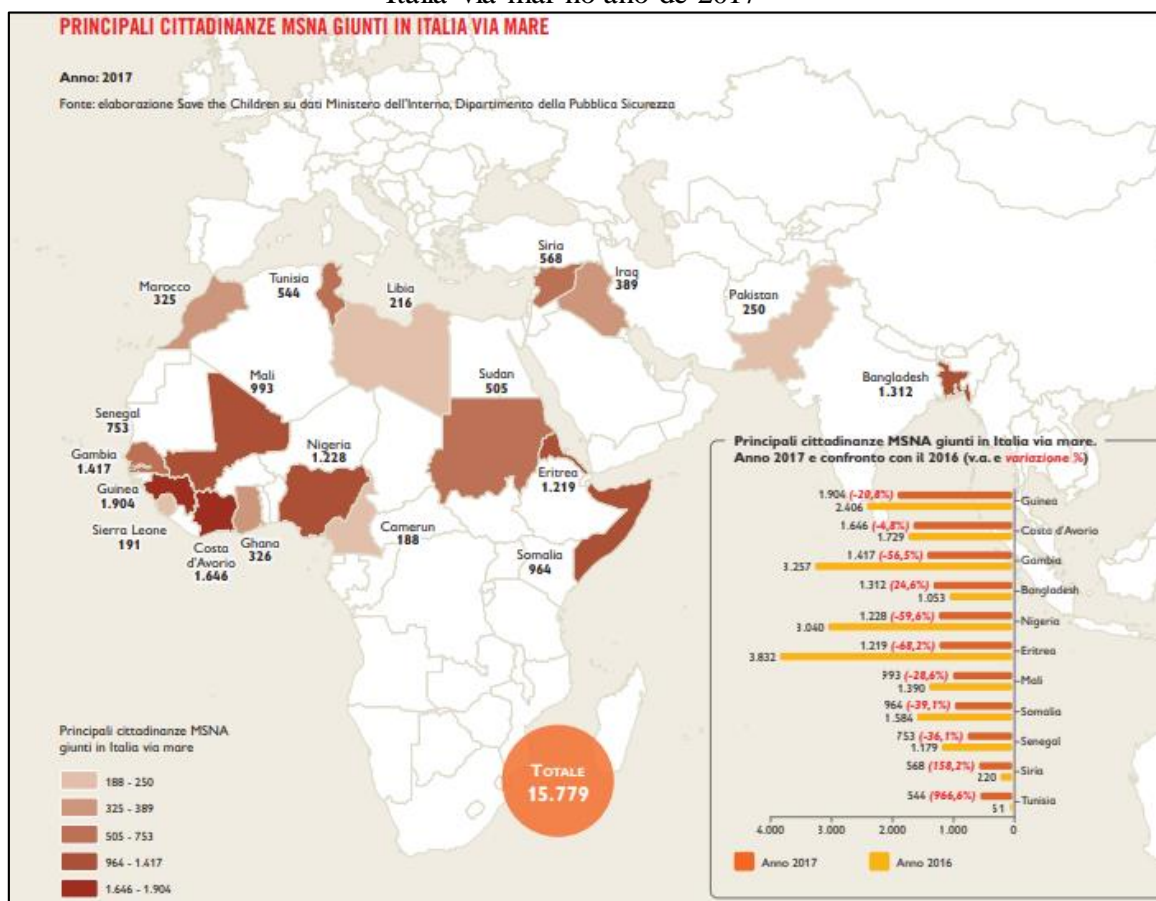 Italia via mar no ano de 2017
PRINCIPALI CITTADINANZE MSNA GIUNTI IN ITALIA VIA MARE
Anno: 2017
Fonte: elaborazione Save the Children su dati Ministero dell'Interno, Dipartimento della Pubblica Sicurezza
Siria
568
Iraq
389
Tunisia
544
Marocco
325
Libia
216
Pakistan
250
Mali
993
Sudan
505
Bangladesh
1.312
Senegal
753
Nigeria
1.228
Gambia
1.417
Eritrea
1.219
Guinea
1.904
Sierra Leone
191
Costa
d'Avorio
1.646
Ghana
326
Camerun
188
Somalia
964
Principali cittadinanze MSNA giunti in Italia via mare.
Anno 2017 e confronto con il 2016 (v.a. e variazione %)
1.904 (-20,8%)
2.406
Guinea
1.646 (-4,8%)
1.729
Costa d'Avorio
1.417 (-56,5%)
3.257
Gambia
1.312 (24,6%)
1.053
Bangladesh
1.228 (-59,6%)
3.040
Nigeria
1.219 (-68,2%)
3.832
Eritrea
993 (-28,6%)
1.390
Mali
964 (-39,1%)
1.584
Somalia
753 (-36,1%)
1.179
Senegal
568 (158,2%)
220
Siria
544 (966,6%)
51
Tunisia
4.000 3.000 2.000 1.000 0
Anno 2017 Anno 2016
Principali cittadinanze MSNA
giunti in Italia via mare
188 - 250
325 - 389
505 - 753
964 - 1.417
1.646 - 1.904
TOTALE
15.779